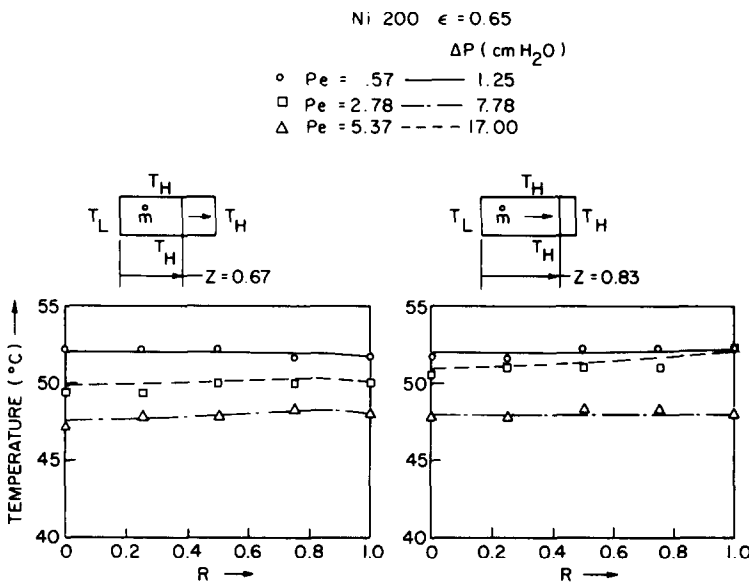 Ni 200 ϵ = 0.65
ΔP (cm H2O)
○ Pe = .57 —— 1.25
□ Pe = 2.78 —·— 7.78
△ Pe = 5.37 ---- 17.00
TH
TL m̊ → TH
TH
Z = 0.67
TH
TL m̊ → TH
TH
Z = 0.83
TEMPERATURE (°C) →
55
50
45
40
0 0.2 0.4 0.6 0.8 1.0
R →
55
50
45
40
0 0.2 0.4 0.6 0.8 1.0
R →